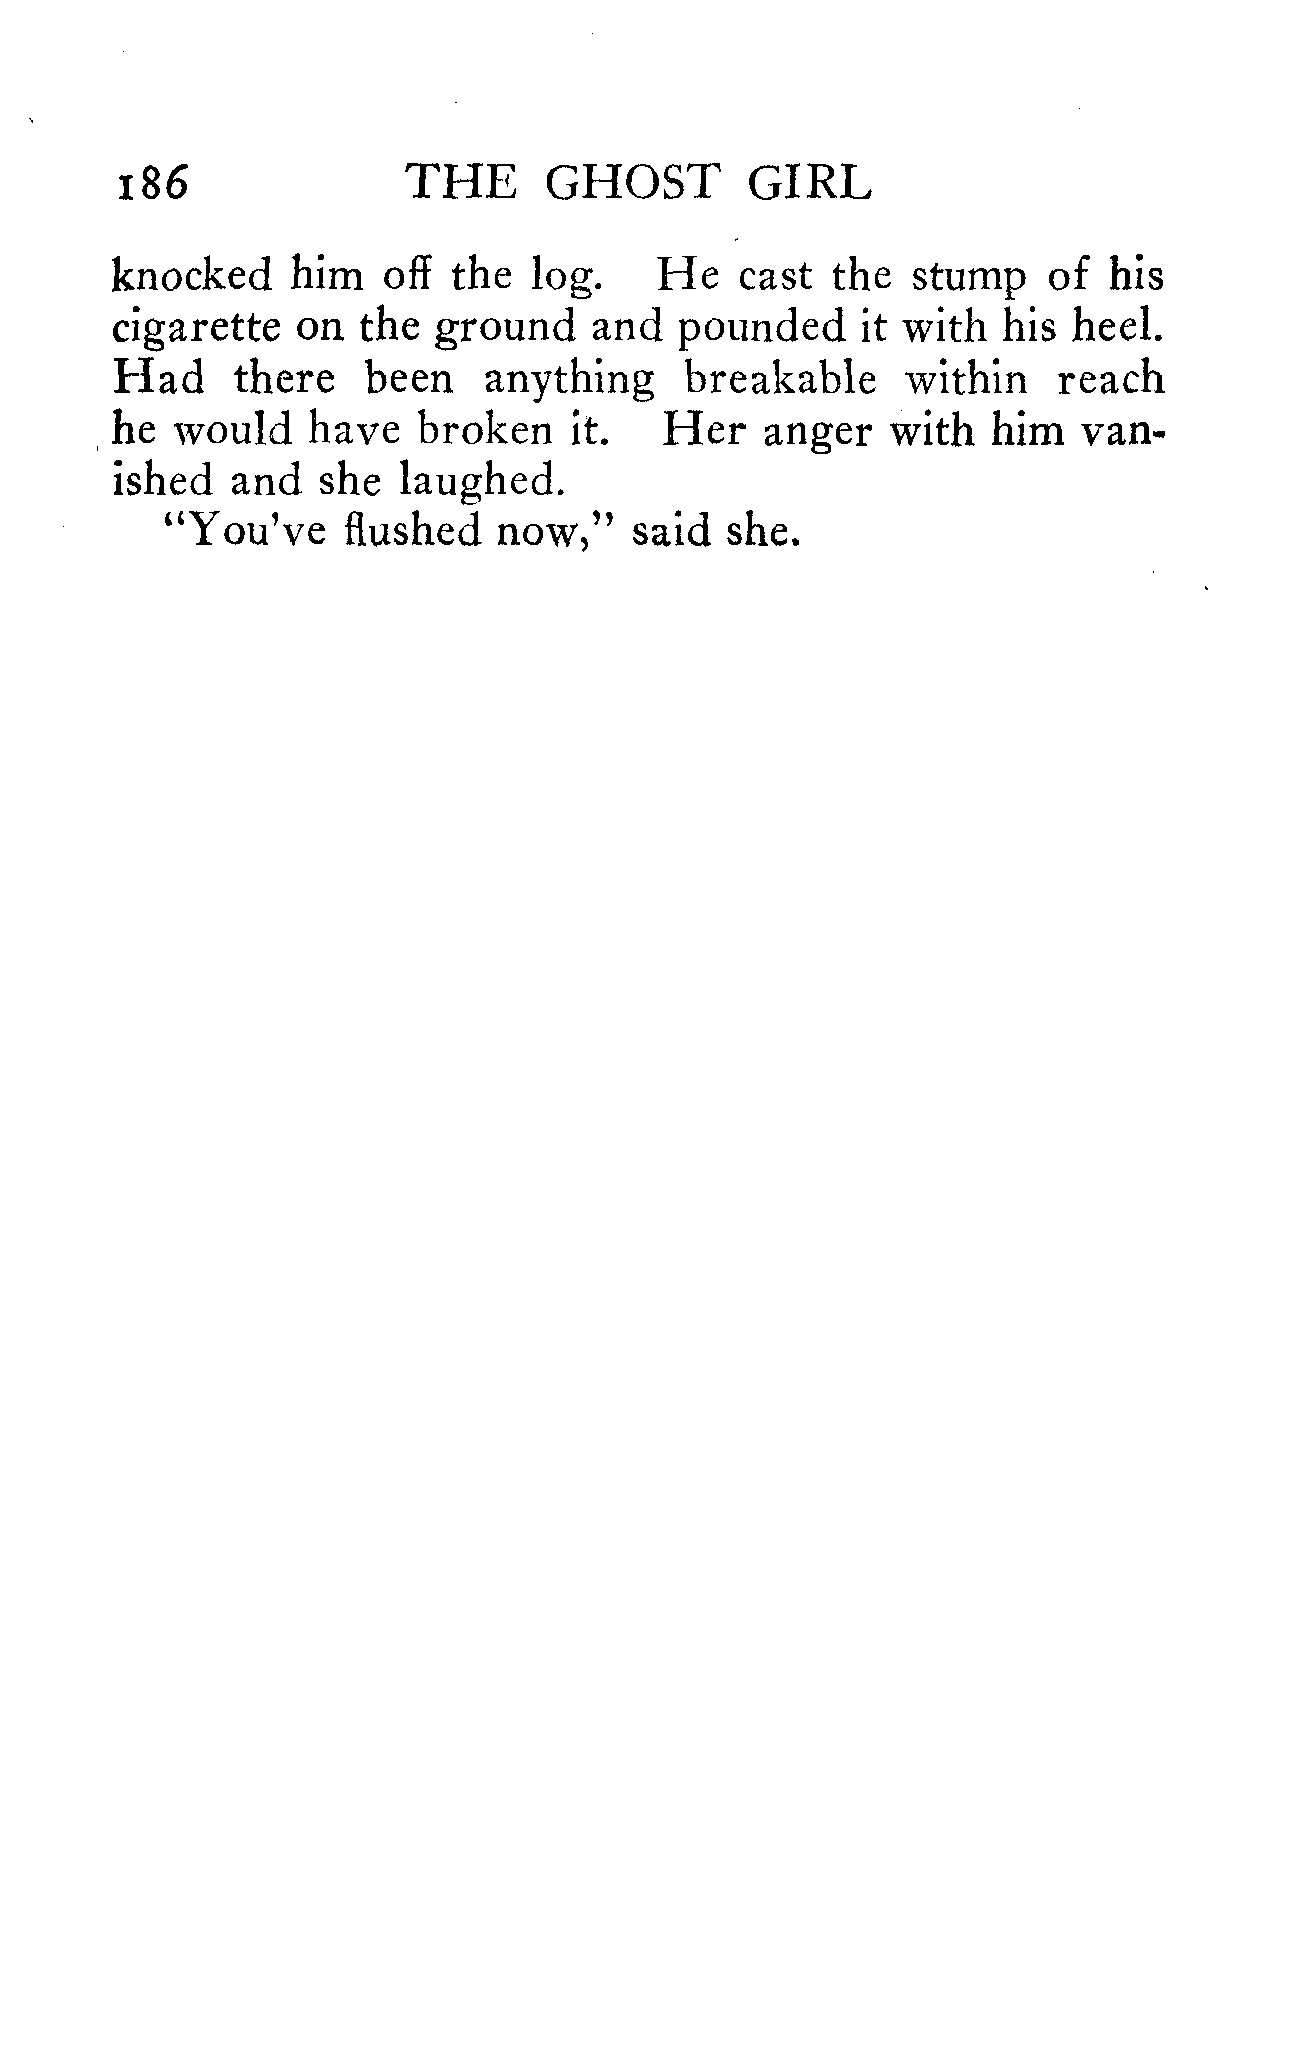 186 THE GHOST GIRL
knocked him off the log. He cast the stump of his
cigarette on the ground and pounded it with his heel.
Had there been anything breakable within reach
he would have broken it. Her anger with him van-
ished and she laughed.
"You've flushed now," said she.